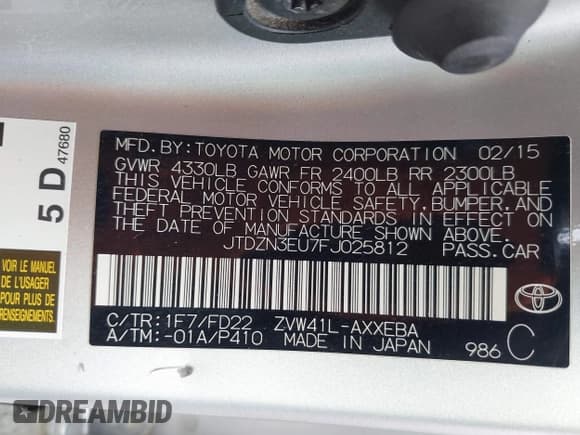 MFD. BY: TOYOTA MOTOR CORPORATION 02/15
GVWR 4330LB GAWR FR 2400LB RR 2300LB
THIS VEHICLE CONFORMS TO ALL APPLICABLE
FEDERAL MOTOR VEHICLE SAFETY, BUMPER, AND
THEFT PREVENTION STANDARDS IN EFFECT ON
THE DATE OF MANUFACTURE SHOWN ABOVE.
JTDZN3EU7FJ025812 PASS. CAR
C/TR: 1F7/FD22 ZVW41L-AXXEBA
A/TM: -01A/P410 MADE IN JAPAN 986 C
5 D 47680
VOIR LE MANUEL
DE L'USAGER
POUR PLUS DE
RENSEIGNEMENTS.
DREAMBID